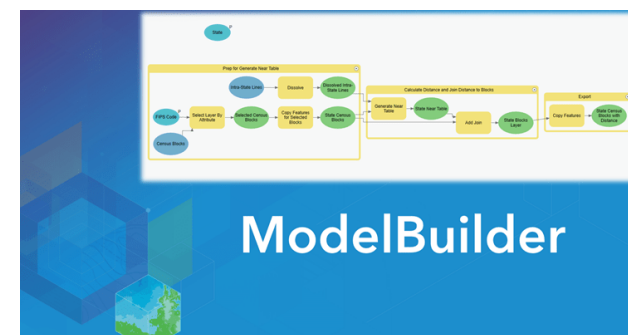 State
P
Prep for Generate Near Table
Intra-State Lines
Dissolve
Dissolved Intra-
State Lines
P
FIPS Code
Select Layer By
Attribute
Selected Census
Blocks
Copy Features
for Selected
Blocks
State Census
Blocks
Census Blocks
Calculate Distance and Join Distance to Blocks
Generate Near
Table
State Near Table
Add Join
State Blocks
Layer
Export
Copy Features
State Census
blocks with
Distance
P
ModelBuilder